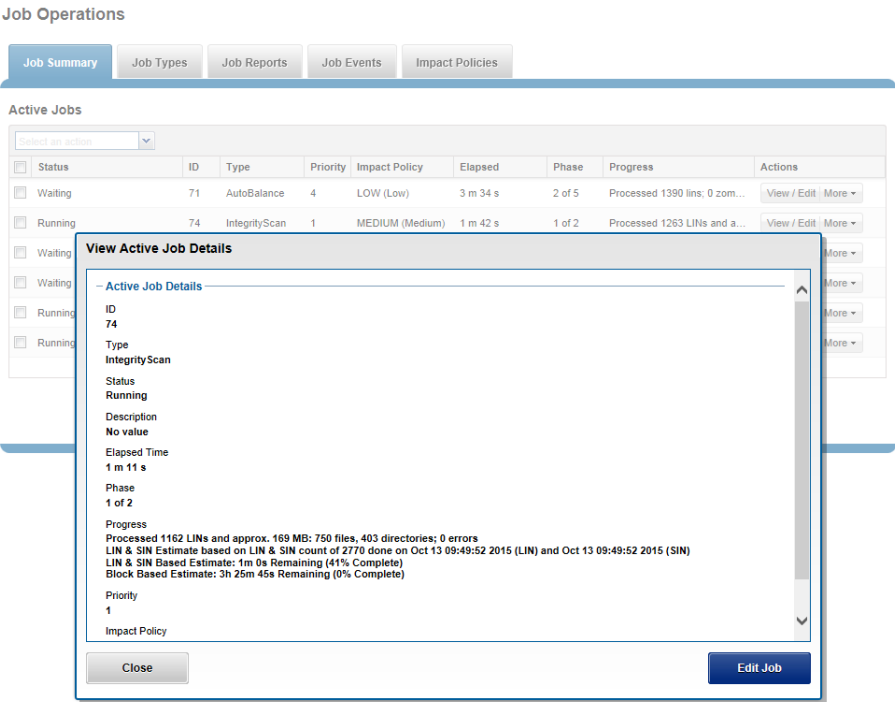 Job Operations
Job Summary Job Types Job Reports Job Events Impact Policies
Active Jobs
Select an action
Status ID Type Priority Impact Policy Elapsed Phase Progress Actions
Waiting 71 AutoBalance 4 LOW (Low) 3 m 34 s 2 of 5 Processed 1390 lins; 0 zom... View / Edit More
Running 74 IntegrityScan 1 MEDIUM (Medium) 1 m 42 s 1 of 2 Processed 1263 LINs and a... View / Edit More
Waiting More
Waiting More
Running More
Running More
View Active Job Details
Active Job Details
ID
74
Type
IntegrityScan
Status
Running
Description
No value
Elapsed Time
1 m 11 s
Phase
1 of 2
Progress
Processed 1162 LINs and approx. 169 MB: 750 files, 403 directories; 0 errors
LIN & SIN Estimate based on LIN & SIN count of 2770 done on Oct 13 09:49:52 2015 (LIN) and Oct 13 09:49:52 2015 (SIN)
LIN & SIN Based Estimate: 1m 0s Remaining (41% Complete)
Block Based Estimate: 3h 25m 45s Remaining (0% Complete)
Priority
1
Impact Policy
Close Edit Job